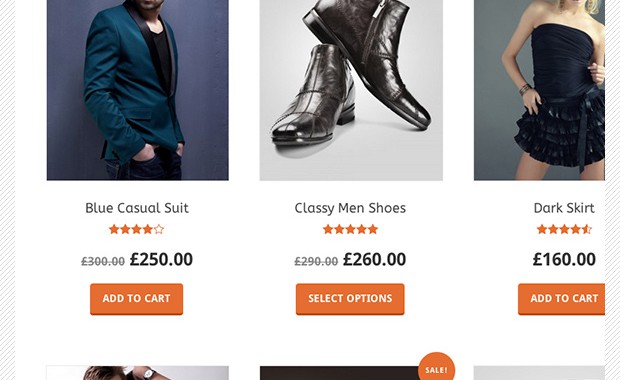 Blue Casual Suit
£300.00 £250.00
ADD TO CART
Classy Men Shoes
£290.00 £260.00
SELECT OPTIONS
Dark Skirt
£160.00
ADD TO CART
SALE!